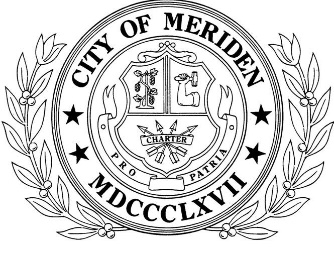 CITY OF MERIDEN
CHARTER
PRO PATRIA
MDCCCLXVII